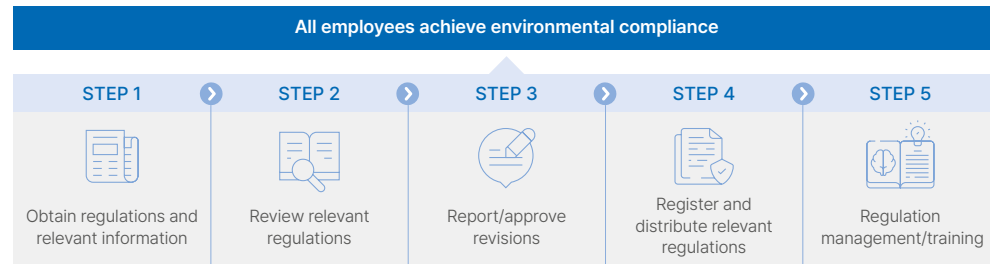 All employees achieve environmental compliance
STEP 1
STEP 2
STEP 3
STEP 4
STEP 5
Obtain regulations and
relevant information
Review relevant
regulations
Report/approve
revisions
Register and
distribute relevant
regulations
Regulation
management/training